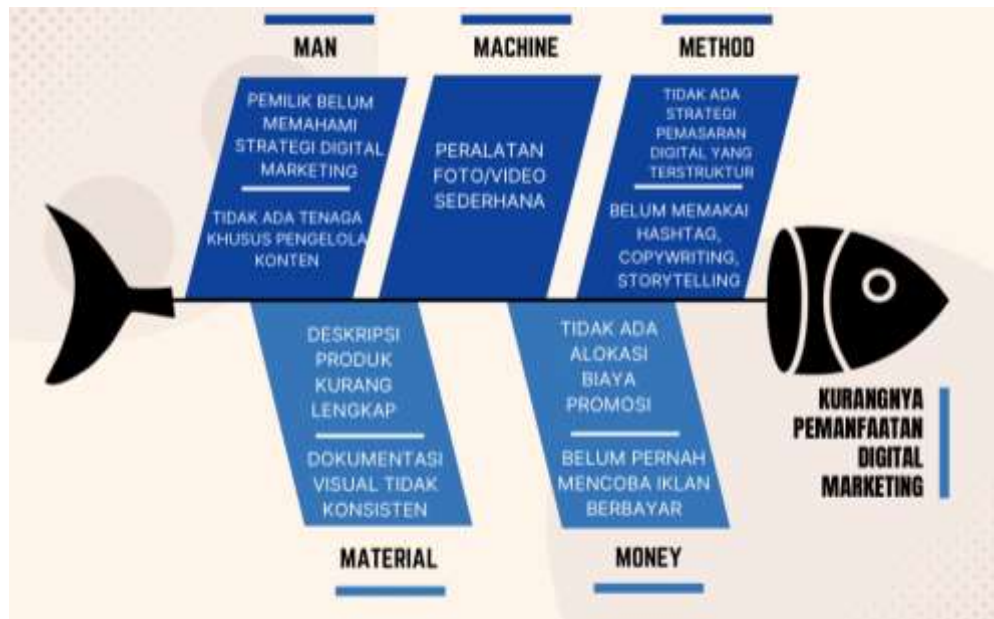 MAN
PEMILIK BELUM
MEMAHAMI
STRATEGI DIGITAL
MARKETING
TIDAK ADA TENAGA
KHUSUS PENGELOLA
KONTEN
MACHINE
PERALATAN
FOTO/VIDEO
SEDERHANA
METHOD
TIDAK ADA
STRATEGI
PEMASARAN
DIGITAL YANG
TERSTRUKTUR
BELUM MEMAKAI
HASHTAG,
COPYWRITING,
STORYTELLING
DESKRIPSI
PRODUK
KURANG
LENGKAP
DOKUMENTASI
VISUAL TIDAK
KONSISTEN
MATERIAL
TIDAK ADA
ALOKASI
BIAYA
PROMOSI
BELUM PERNAH
MENCOBA IKLAN
BERBAYAR
MONEY
KURANGNYA
PEMANFAATAN
DIGITAL
MARKETING